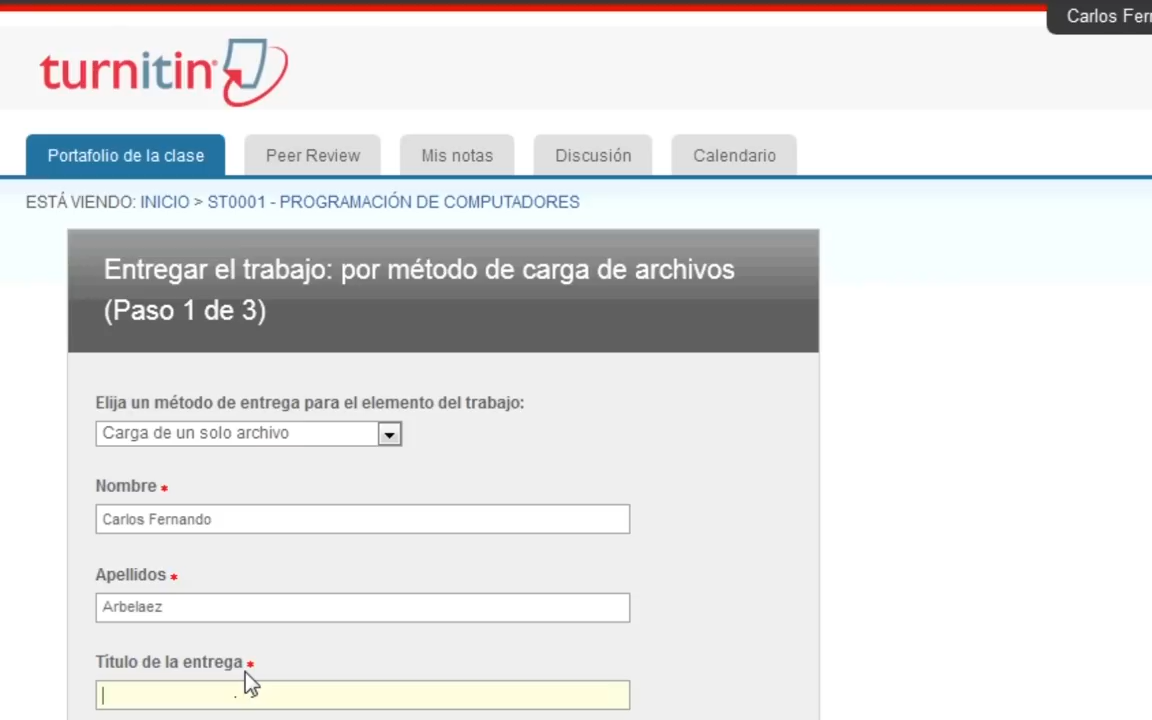 Carlos
turnitin
Portafolio de la clase
Peer Review
Mis notas
Discusión
Calendario
ESTÁ VIENDO: INICIO > ST0001 - PROGRAMACIÓN DE COMPUTADORES
Entregar el trabajo: por método de carga de archivos
(Paso 1 de 3)
Elija un método de entrega para el elemento del trabajo:
Carga de un solo archivo
Nombre *
Carlos Fernando
Apellidos *
Arbelaez
Título de la entrega *